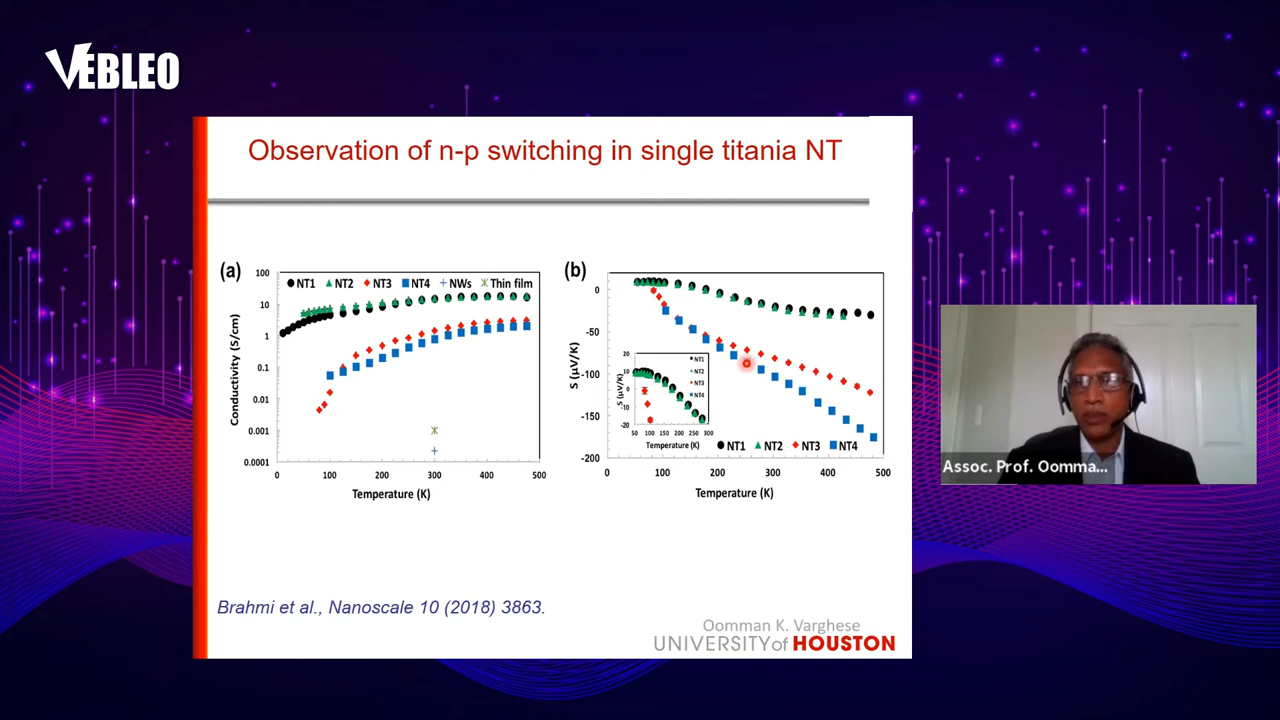 VEBLEO
Observation of n-p switching in single titania NT
(a)
NT1 NT2 NT3 NT4 NWs Thin film
100
10
1
0.1
0.01
0.001
0.0001
Conductivity (S/cm)
0 100 200 300 400 500
Temperature (K)
(b)
0
-50
-100
-150
-200
S (µV/K)
20
10
0
-10
-20
S (µV/K)
NT1
NT2
NT3
NT4
50 100 150 200 250 300
Temperature (K)
NT1 NT2 NT3 NT4
0 100 200 300 400 500
Temperature (K)
Assoc. Prof. Oomma...
Brahmi et al., Nanoscale 10 (2018) 3863.
Oomman K. Varghese
UNIVERSITYof HOUSTON